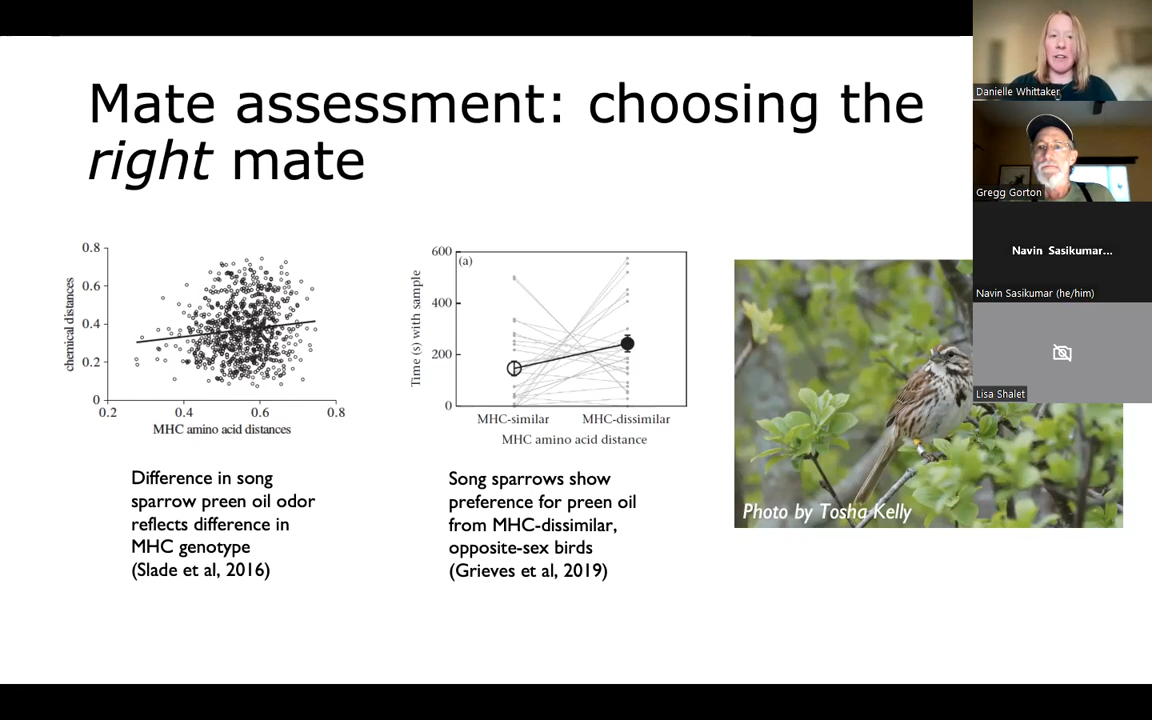 Mate assessment: choosing the
right mate
0.8
0.6
0.4
0.2
0
chemical distances
0.2 0.4 0.6 0.8
MHC amino acid distances
Difference in song
sparrow preen oil odor
reflects difference in
MHC genotype
(Slade et al, 2016)
600
400
200
0
(a)
Time (s) with sample
MHC-similar MHC-dissimilar
MHC amino acid distance
Song sparrows show
preference for preen oil
from MHC-dissimilar,
opposite-sex birds
(Grieves et al, 2019)
Photo by Tosha Kelly
Danielle Whittaker
Gregg Gorton
Navin Sasikumar...
Navin Sasikumar (he/him)
Lisa Shalet